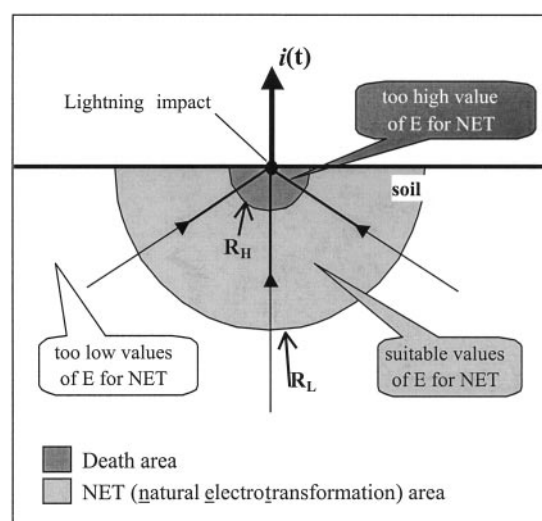 i(t)
Lightning impact
too high value
of E for NET
soil
R_H
too low values
of E for NET
suitable values
of E for NET
R_L
Death area
NET (natural electrotransformation) area